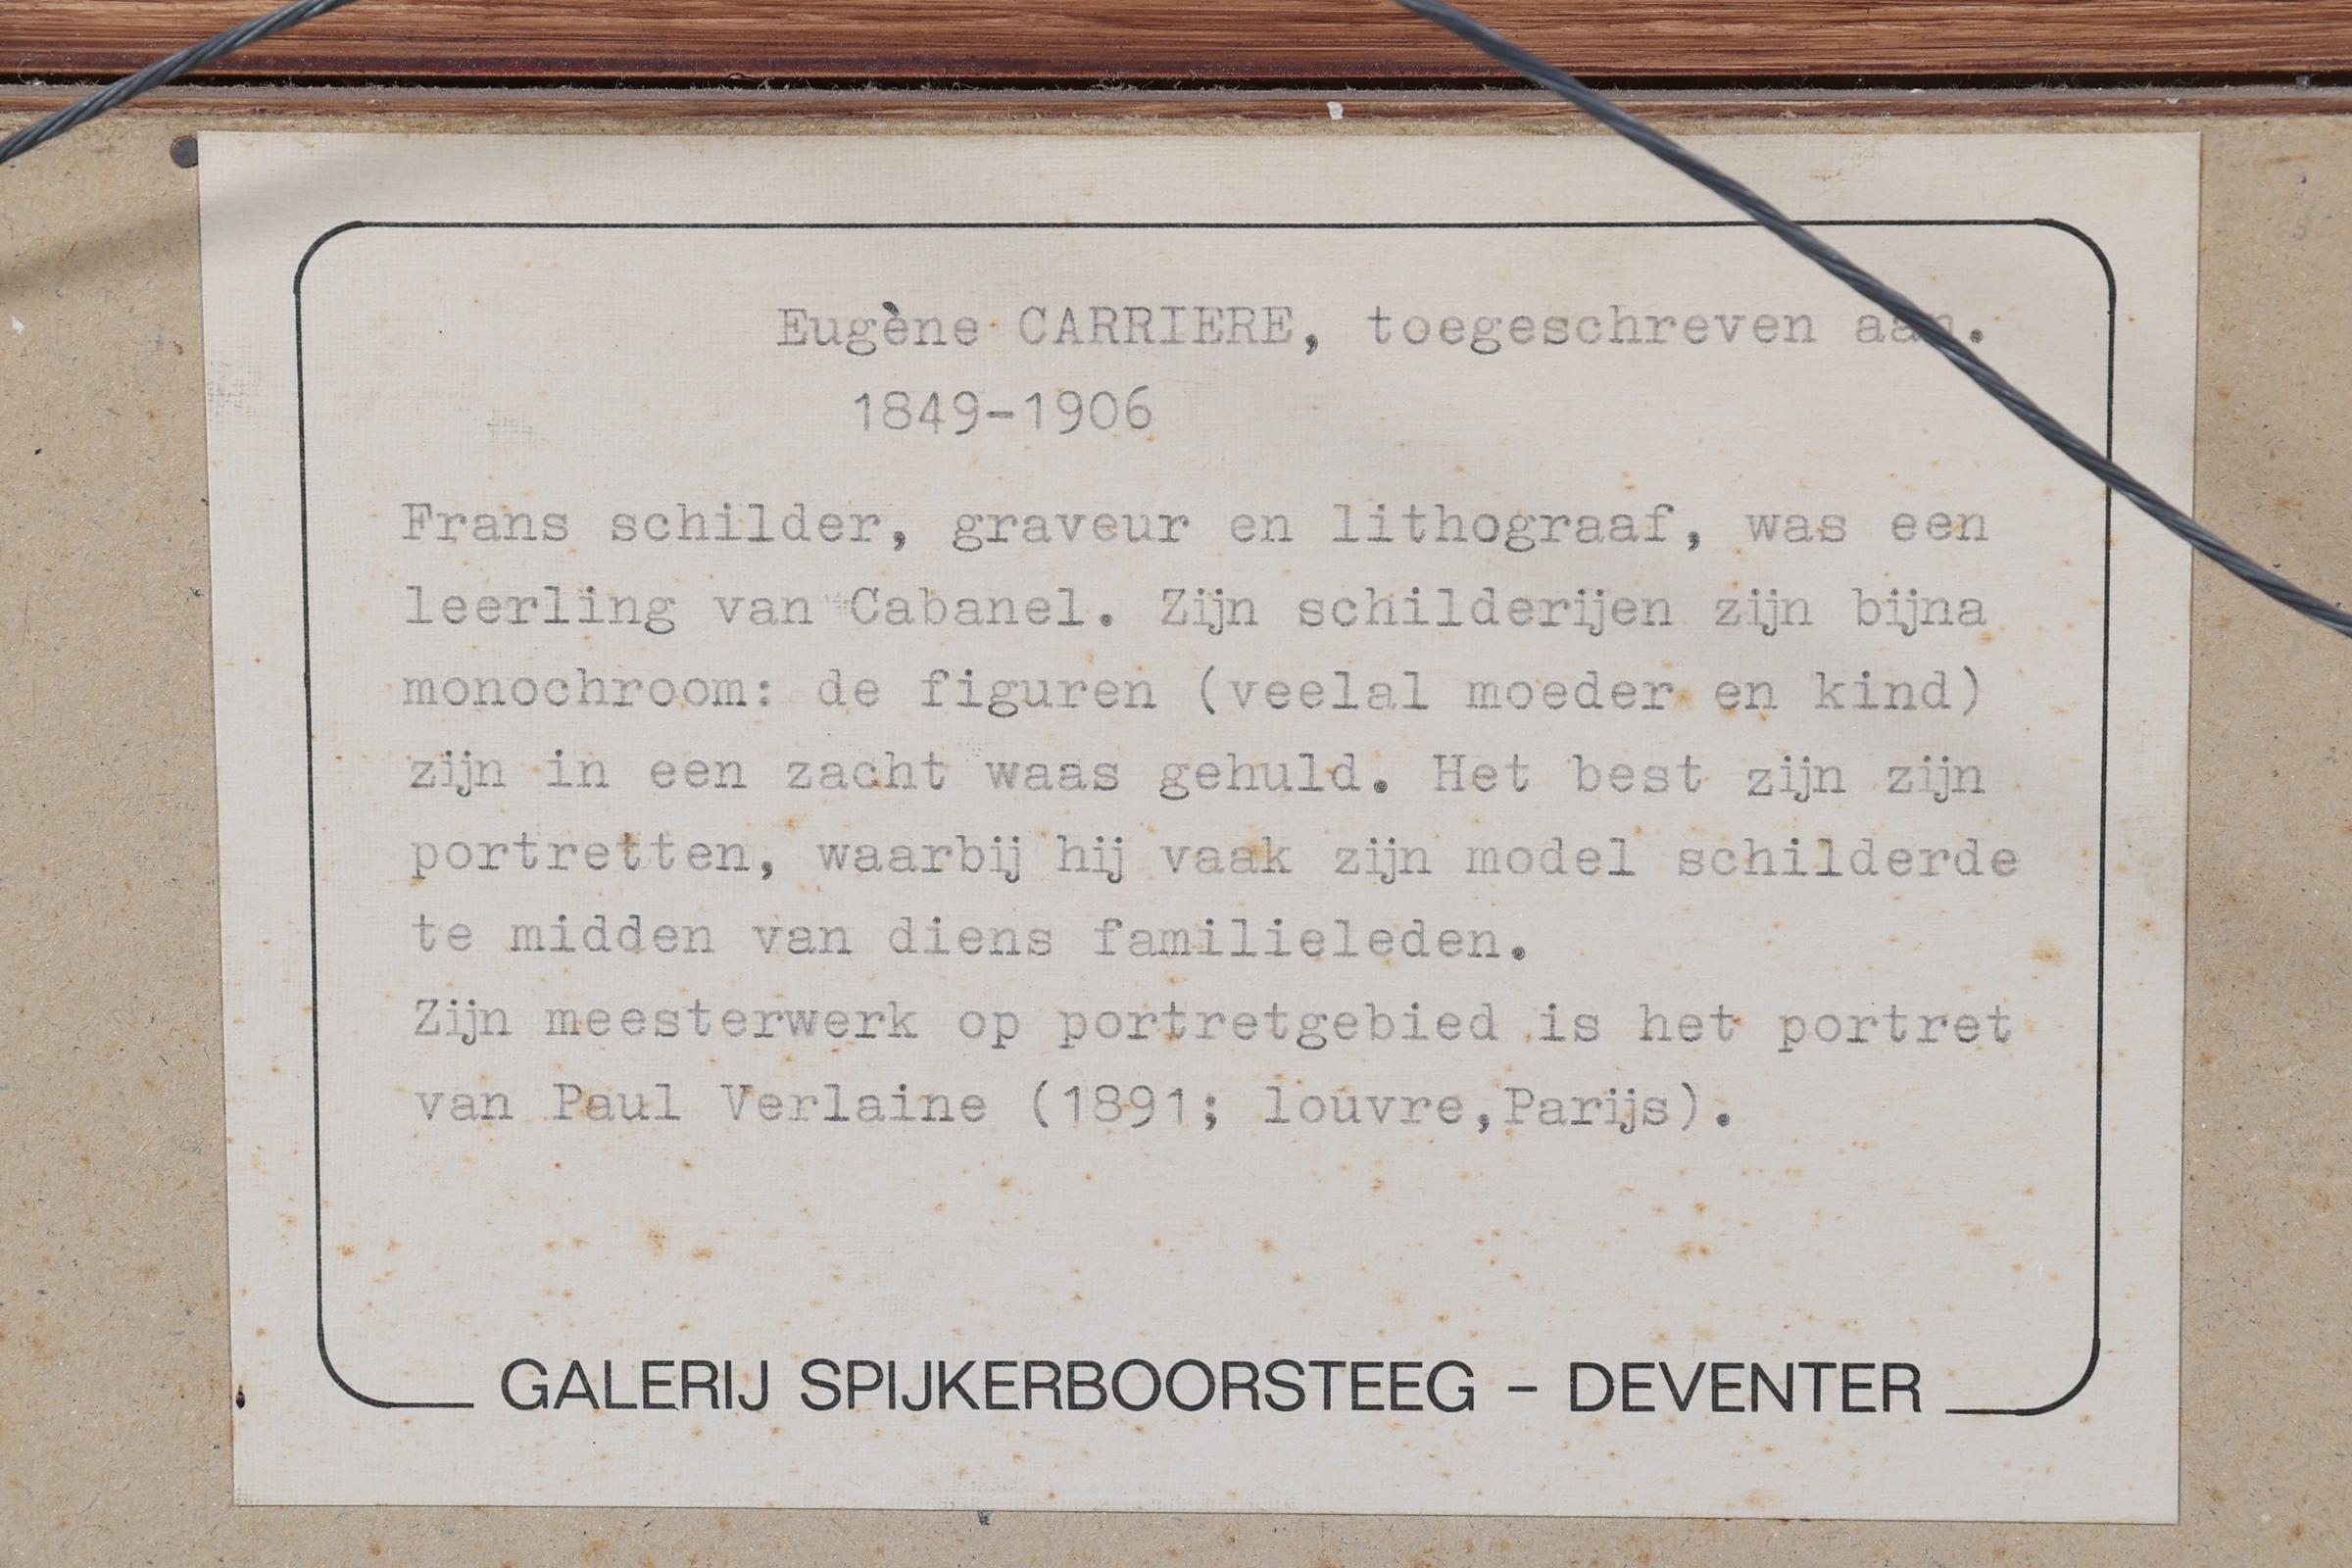 Eugène CARRIERE, toegeschreven aan.
1849-1906
Frans schilder, graveur en lithograaf, was een
leerling van Cabanel. Zijn schilderijen zijn bijna
monochroom: de figuren (veelal moeder en kind)
zijn in een zacht waas gehuld. Het best zijn zijn
portretten, waarbij hij vaak zijn model schilderde
te midden van diens familieleden.
Zijn meesterwerk op portretgebied is het portret
van Paul Verlaine (1891; louvre,Parijs).
GALERIJ SPIJKERBOORSTEEG - DEVENTER